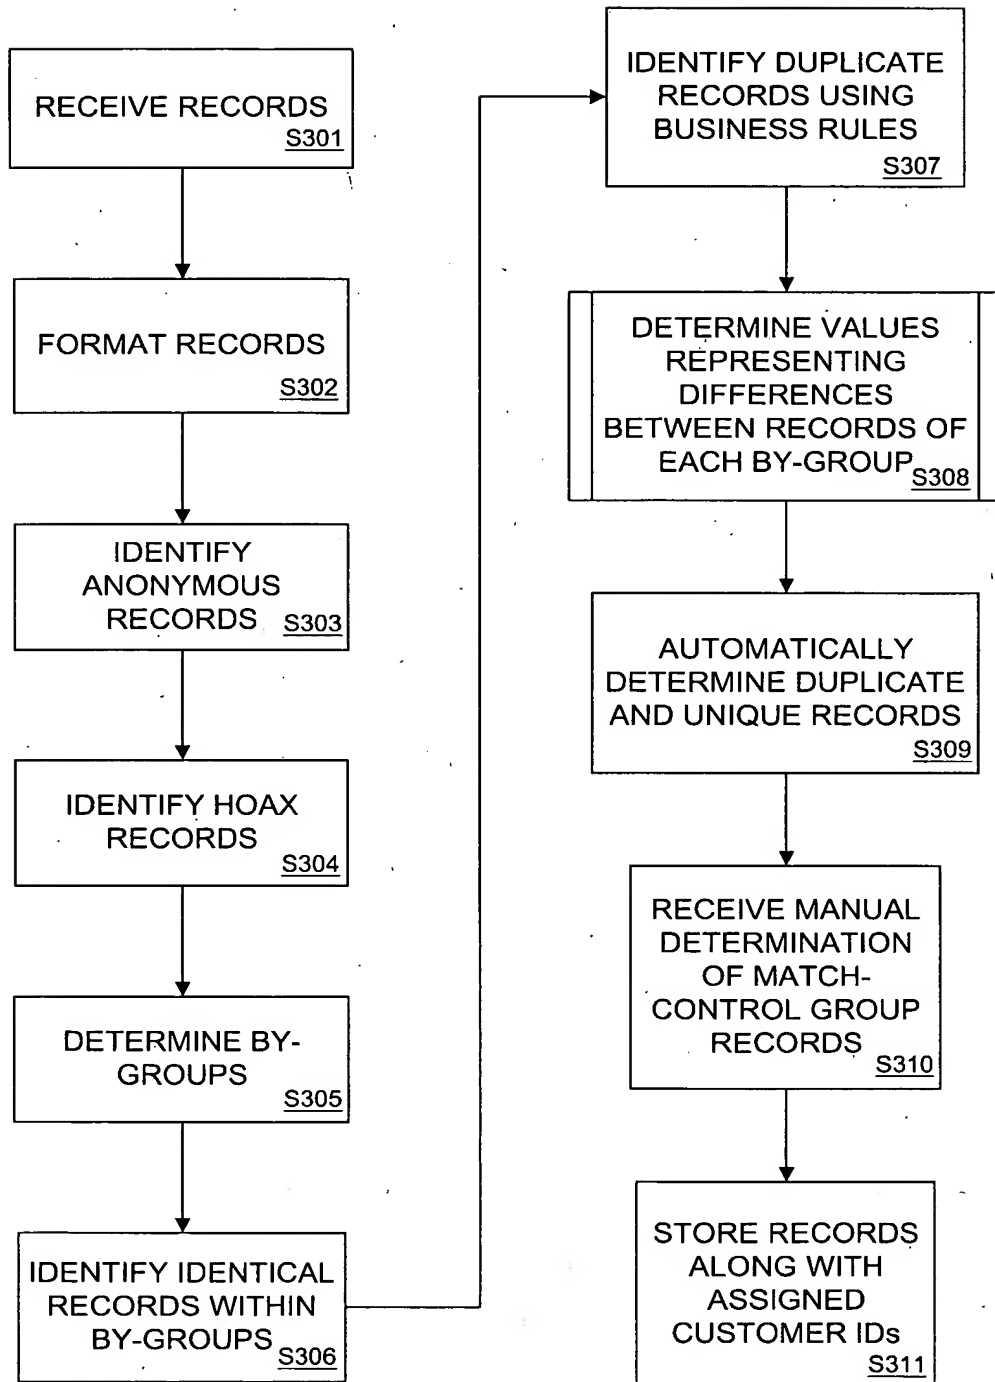 RECEIVE RECORDS
S301
FORMAT RECORDS
S302
IDENTIFY
ANONYMOUS
RECORDS
S303
IDENTIFY HOAX
RECORDS
S304
DETERMINE BY-
GROUPS
S305
IDENTIFY IDENTICAL
RECORDS WITHIN
BY-GROUPS
S306
IDENTIFY DUPLICATE
RECORDS USING
BUSINESS RULES
S307
DETERMINE VALUES
REPRESENTING
DIFFERENCES
BETWEEN RECORDS OF
EACH BY-GROUP
S308
AUTOMATICALLY
DETERMINE DUPLICATE
AND UNIQUE RECORDS
S309
RECEIVE MANUAL
DETERMINATION
OF MATCH-
CONTROL GROUP
RECORDS
S310
STORE RECORDS
ALONG WITH
ASSIGNED
CUSTOMER IDs
S311